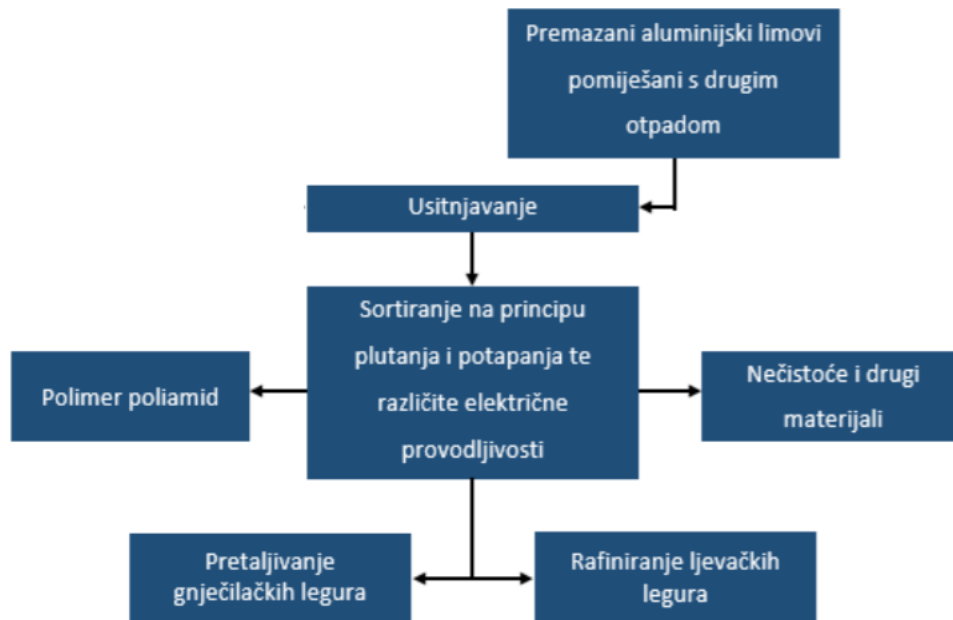 Premazani aluminijski limovi
pomiješani s drugim
otpadom
Usitnjavanje
Sortiranje na principu
plutanja i potapanja te
različite električne
provodljivosti
Polimer poliamid
Nečistoće i drugi
materijali
Pretaljivanje
gnječilačkih legura
Rafiniranje ljevačkih
legura